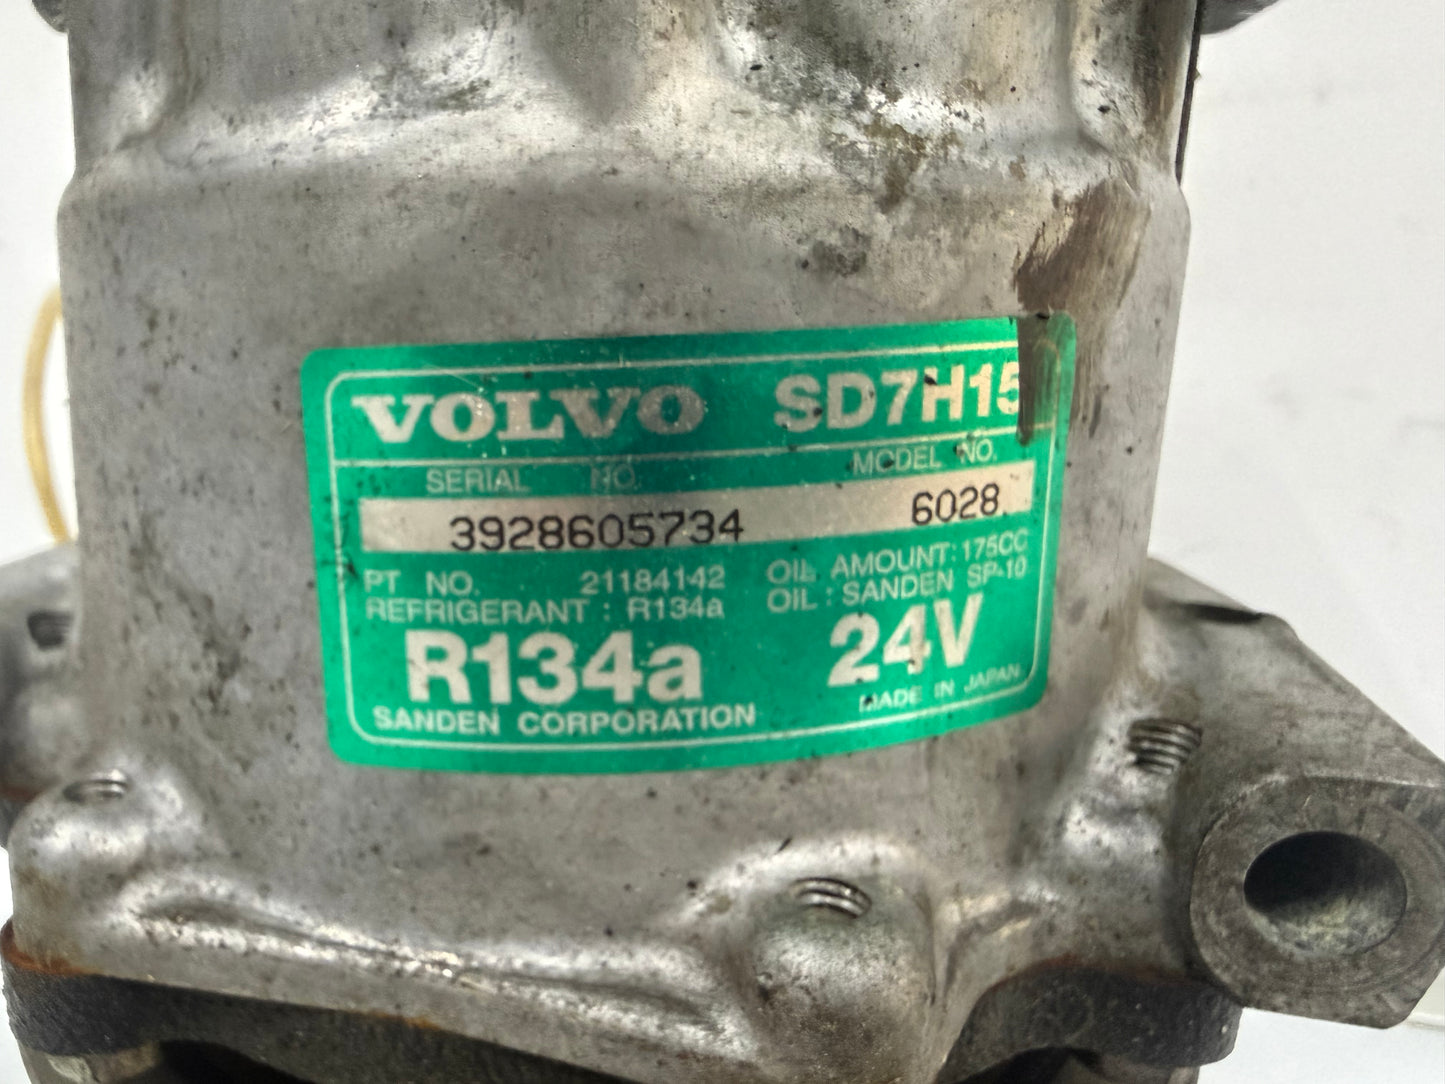 VOLVO SD7H15
SERIAL NO. MODEL NO.
3928605734 6028
PT NO. 21184142 OIL AMOUNT: 175CC
REFRIGERANT : R134a OIL : SANDEN SP-10
R134a 24V
SANDEN CORPORATION MADE IN JAPAN